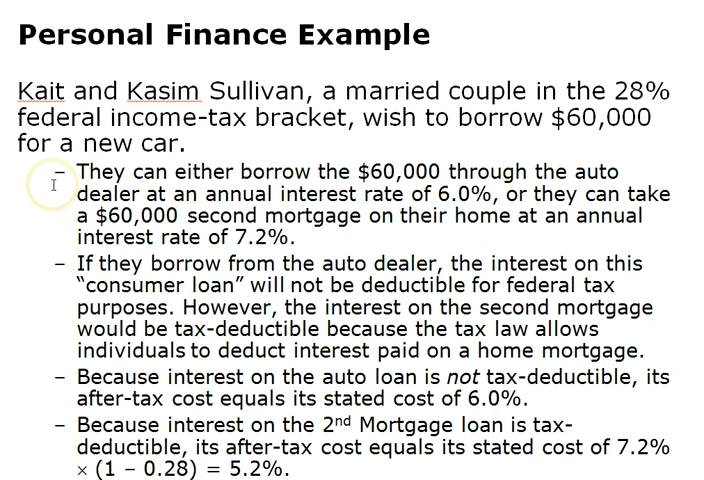 Personal Finance Example
Kait and Kasim Sullivan, a married couple in the 28%
federal income-tax bracket, wish to borrow $60,000
for a new car.
– They can either borrow the $60,000 through the auto
dealer at an annual interest rate of 6.0%, or they can take
a $60,000 second mortgage on their home at an annual
interest rate of 7.2%.
– If they borrow from the auto dealer, the interest on this
“consumer loan” will not be deductible for federal tax
purposes. However, the interest on the second mortgage
would be tax-deductible because the tax law allows
individuals to deduct interest paid on a home mortgage.
– Because interest on the auto loan is not tax-deductible, its
after-tax cost equals its stated cost of 6.0%.
– Because interest on the 2nd Mortgage loan is tax-
deductible, its after-tax cost equals its stated cost of 7.2%
× (1 – 0.28) = 5.2%.